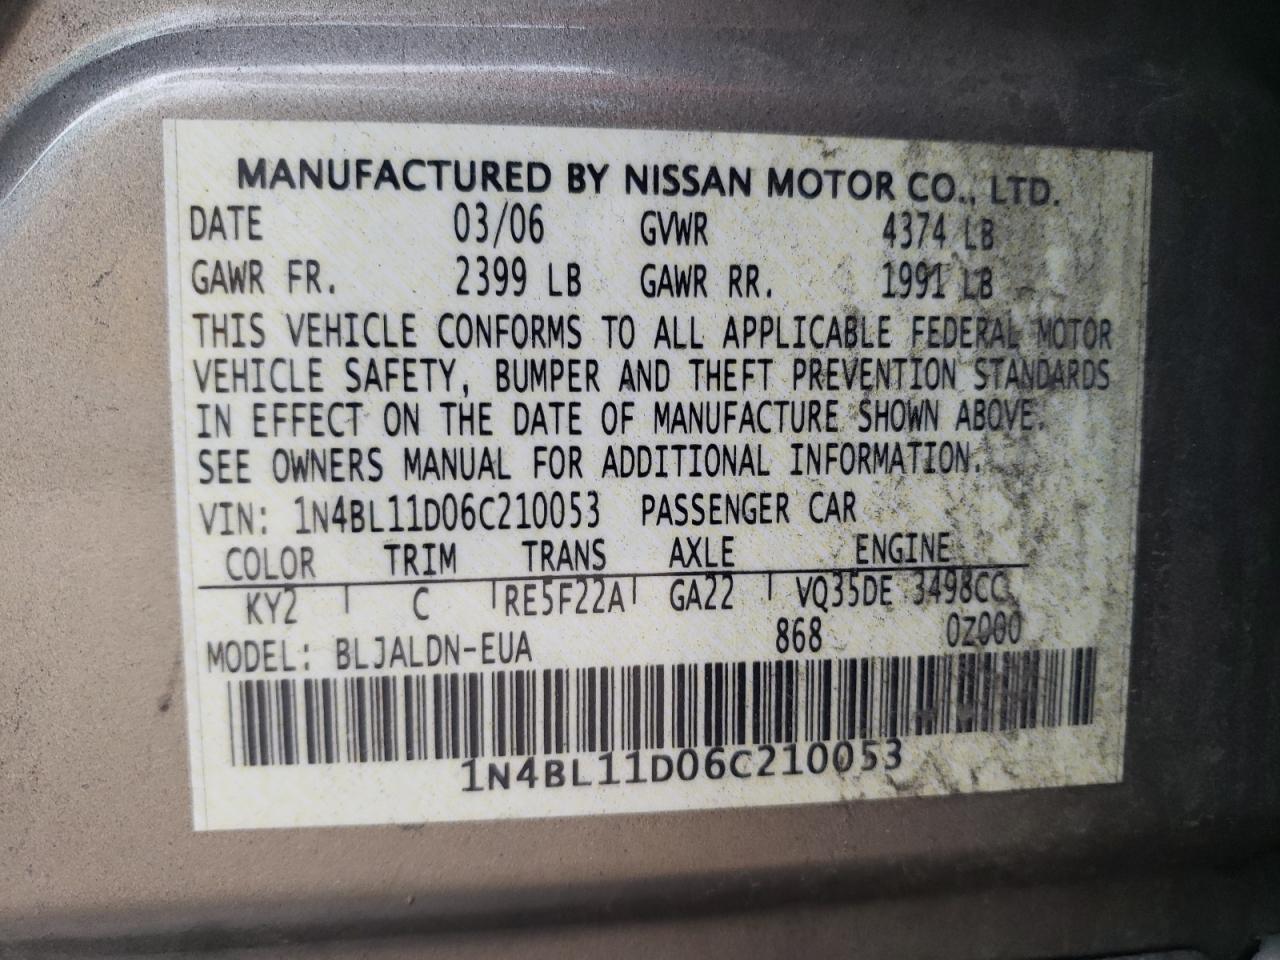 MANUFACTURED BY NISSAN MOTOR CO., LTD.
DATE 03/06 GVWR 4374 LB
GAWR FR. 2399 LB GAWR RR. 1991 LB
THIS VEHICLE CONFORMS TO ALL APPLICABLE FEDERAL MOTOR
VEHICLE SAFETY, BUMPER AND THEFT PREVENTION STANDARDS
IN EFFECT ON THE DATE OF MANUFACTURE SHOWN ABOVE.
SEE OWNERS MANUAL FOR ADDITIONAL INFORMATION.
VIN: 1N4BL11D06C210053 PASSENGER CAR
COLOR TRIM TRANS AXLE ENGINE
KY2 C RE5F22A GA22 VQ35DE 3498CC
MODEL: BLJALDN-EUA 868 0Z000
1N4BL11D06C210053